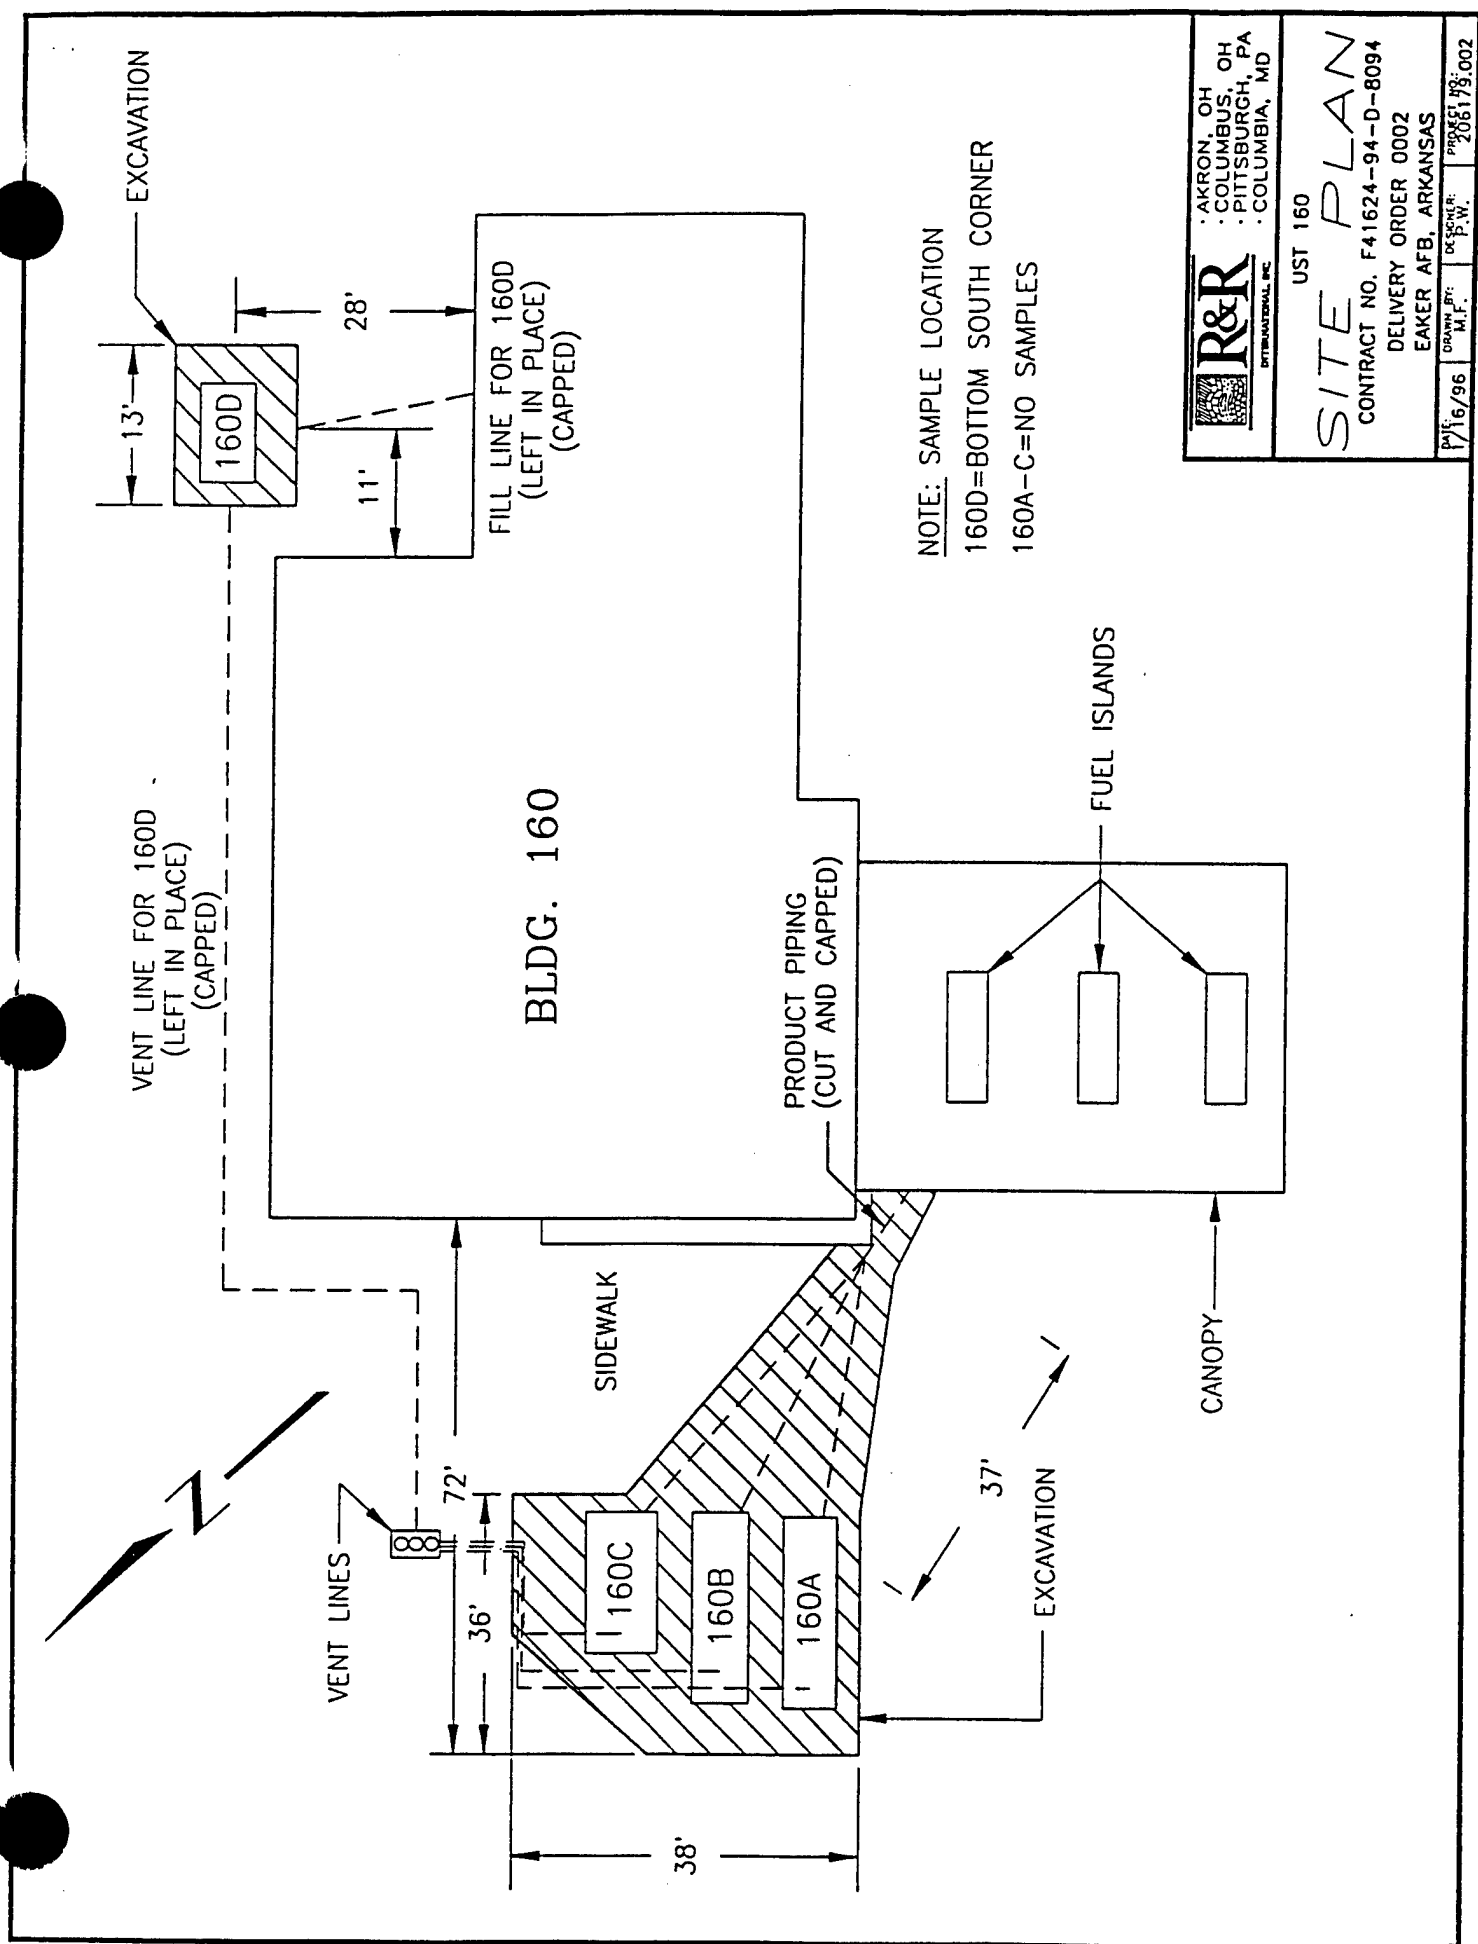 EXCAVATION
13'
160D
28'
11'
VENT LINE FOR 160D
(LEFT IN PLACE)
(CAPPED)
FILL LINE FOR 160D
(LEFT IN PLACE)
(CAPPED)
N
VENT LINES
72'
36'
38'
BLDG. 160
SIDEWALK
160C
160B
160A
PRODUCT PIPING
(CUT AND CAPPED)
37'
EXCAVATION
CANOPY
FUEL ISLANDS
NOTE: SAMPLE LOCATION
160D=BOTTOM SOUTH CORNER
160A-C=NO SAMPLES
R&R
INTERNATIONAL, INC.
· AKRON, OH
· COLUMBUS, OH
· PITTSBURGH, PA
· COLUMBIA, MD
UST 160
SITE PLAN
CONTRACT NO. F41624-94-D-8094
DELIVERY ORDER 0002
EAKER AFB, ARKANSAS
DATE: 1/16/96
DRAWN BY: M.F.
DESIGNER: P.W.
PROJECT NO.: 206179.002